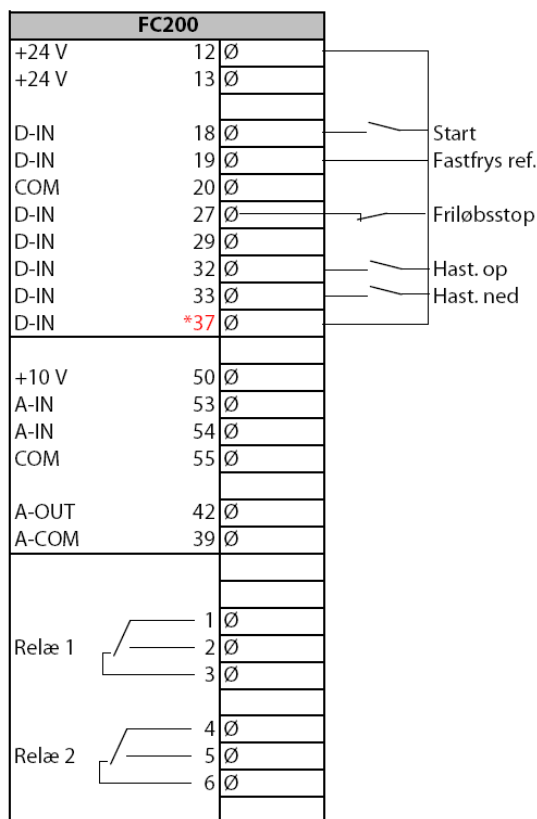 FC200
+24 V 12 Ø
+24 V 13 Ø
D-IN 18 Ø Start
D-IN 19 Ø Fastfrys ref.
COM 20 Ø
D-IN 27 Ø Friløbsstop
D-IN 29 Ø
D-IN 32 Ø Hast. op
D-IN 33 Ø Hast. ned
D-IN *37 Ø
+10 V 50 Ø
A-IN 53 Ø
A-IN 54 Ø
COM 55 Ø
A-OUT 42 Ø
A-COM 39 Ø
1 Ø
Relæ 1 2 Ø
3 Ø
4 Ø
Relæ 2 5 Ø
6 Ø